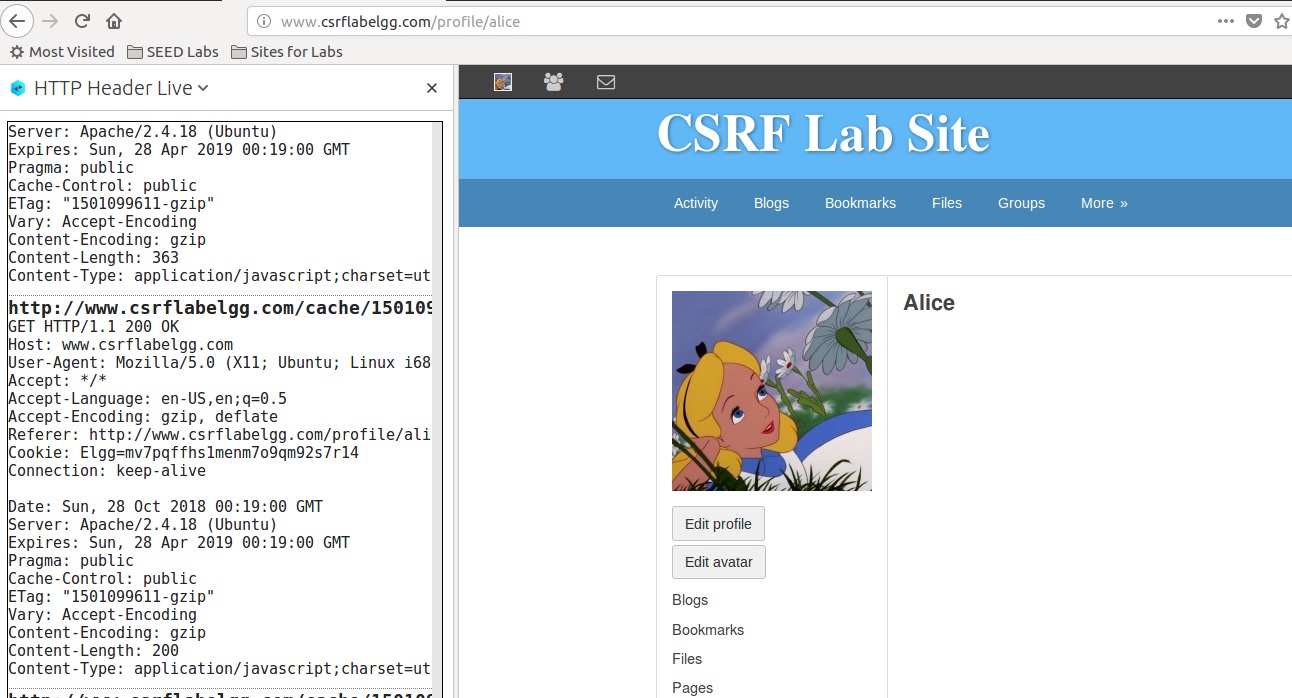 www.csrflabelgg.com/profile/alice
Most Visited SEED Labs Sites for Labs
HTTP Header Live
Server: Apache/2.4.18 (Ubuntu)
Expires: Sun, 28 Apr 2019 00:19:00 GMT
Pragma: public
Cache-Control: public
ETag: "1501099611-gzip"
Vary: Accept-Encoding
Content-Encoding: gzip
Content-Length: 363
Content-Type: application/javascript;charset=ut
http://www.csrflabelgg.com/cache/150109
GET HTTP/1.1 200 OK
Host: www.csrflabelgg.com
User-Agent: Mozilla/5.0 (X11; Ubuntu; Linux i68
Accept: */*
Accept-Language: en-US,en;q=0.5
Accept-Encoding: gzip, deflate
Referer: http://www.csrflabelgg.com/profile/ali
Cookie: Elgg=mv7pqffhs1menm7o9qm92s7r14
Connection: keep-alive
Date: Sun, 28 Oct 2018 00:19:00 GMT
Server: Apache/2.4.18 (Ubuntu)
Expires: Sun, 28 Apr 2019 00:19:00 GMT
Pragma: public
Cache-Control: public
ETag: "1501099611-gzip"
Vary: Accept-Encoding
Content-Encoding: gzip
Content-Length: 200
Content-Type: application/javascript;charset=ut
http://www.csrflabelgg.com/cache/150109
CSRF Lab Site
Activity Blogs Bookmarks Files Groups More »
Alice
Edit profile
Edit avatar
Blogs
Bookmarks
Files
Pages